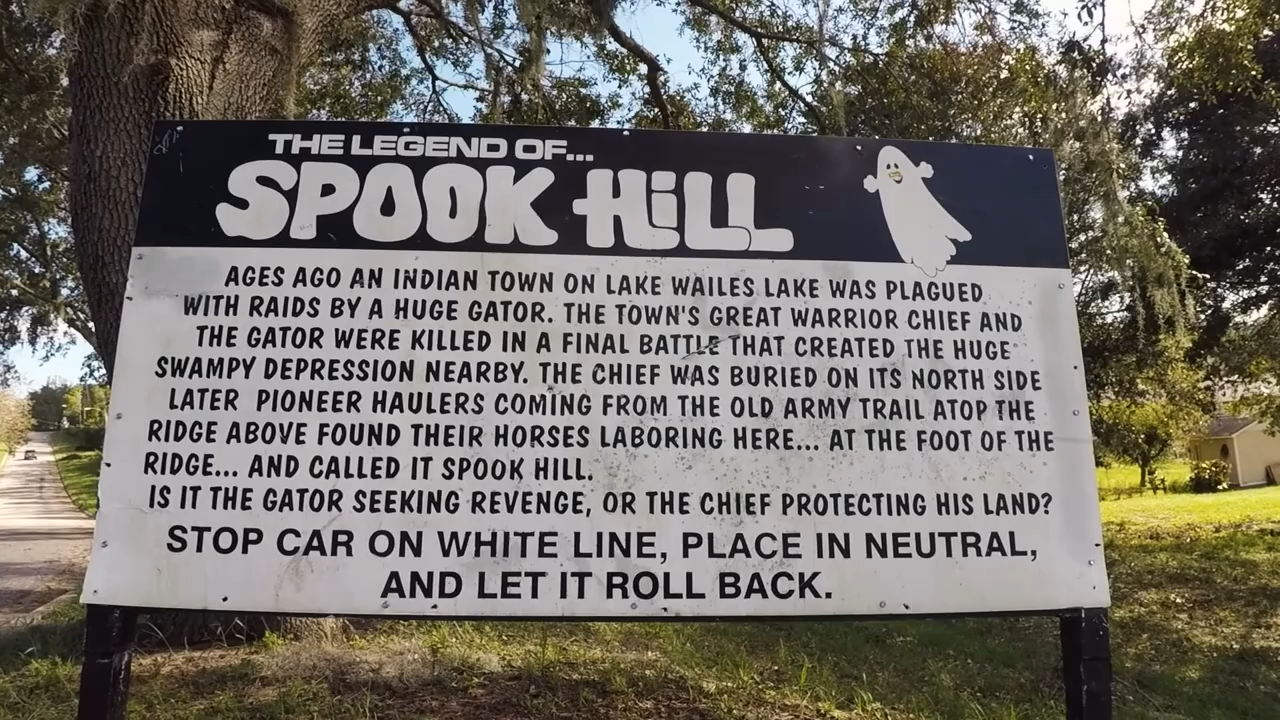 THE LEGEND OF...
SPOOK HiLL
AGES AGO AN INDIAN TOWN ON LAKE WAILES LAKE WAS PLAGUED
WITH RAIDS BY A HUGE GATOR. THE TOWN'S GREAT WARRIOR CHIEF AND
THE GATOR WERE KILLED IN A FINAL BATTLE THAT CREATED THE HUGE
SWAMPY DEPRESSION NEARBY. THE CHIEF WAS BURIED ON ITS NORTH SIDE
LATER PIONEER HAULERS COMING FROM THE OLD ARMY TRAIL ATOP THE
RIDGE ABOVE FOUND THEIR HORSES LABORING HERE... AT THE FOOT OF THE
RIDGE... AND CALLED IT SPOOK HILL.
IS IT THE GATOR SEEKING REVENGE, OR THE CHIEF PROTECTING HIS LAND?
STOP CAR ON WHITE LINE, PLACE IN NEUTRAL,
AND LET IT ROLL BACK.